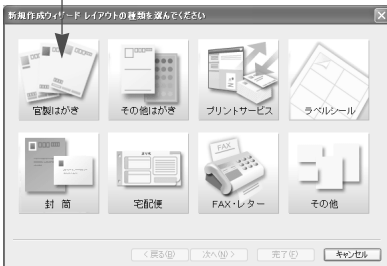 新規作成ウィザード レイアウトの種類を選んでください
官製はがき
その他はがき
プリントサービス
ラベルシール
FAX
封 筒
宅配便
FAX・レター
その他
< 戻る(B)
次へ(N) >
完了(F)
キャンセル